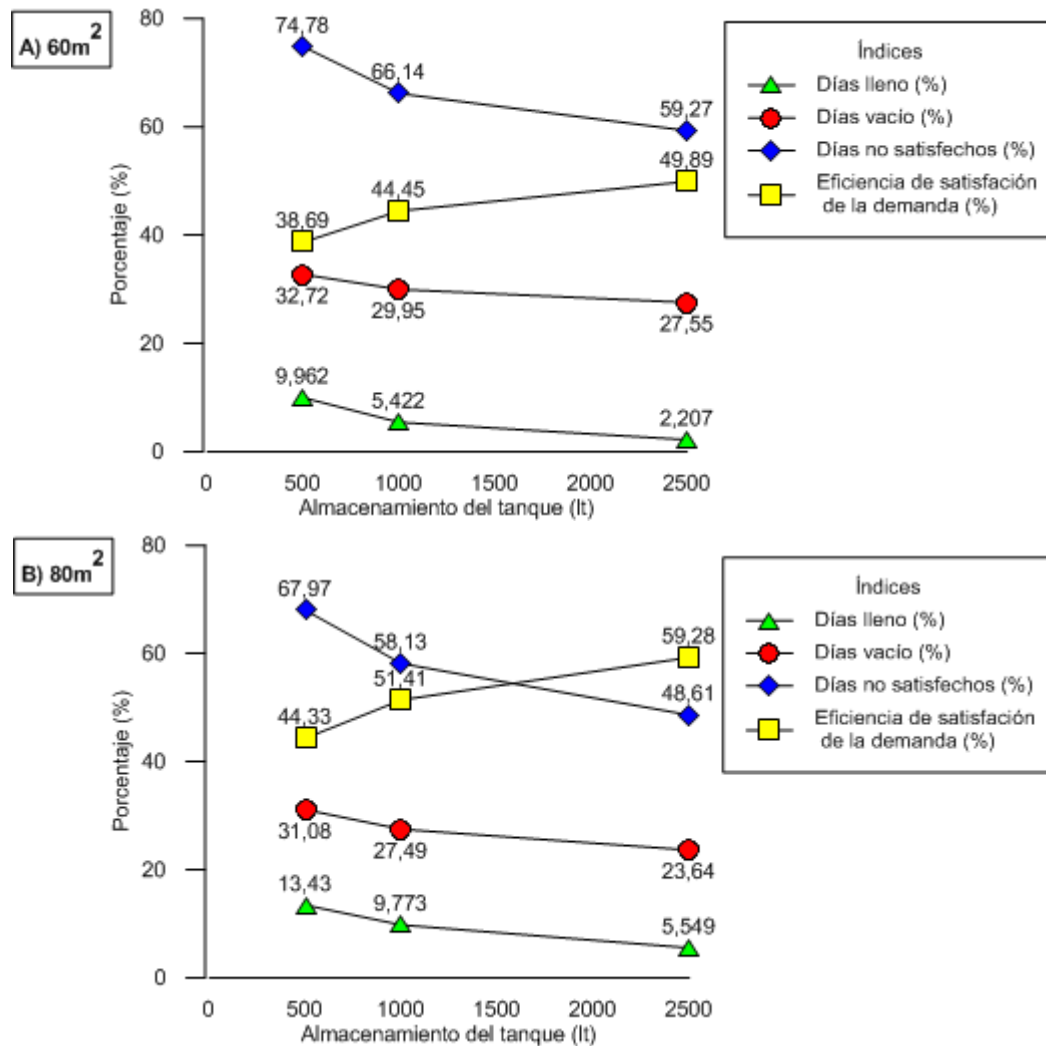 A) 60m²
80
60
40
20
0
Porcentaje (%)
74,78
66,14
59,27
38,69
44,45
49,89
32,72
29,95
27,55
9,962
5,422
2,207
0 500 1000 1500 2000 2500
Almacenamiento del tanque (lt)
Índices
Días lleno (%)
Días vacío (%)
Días no satisfechos (%)
Eficiencia de satisfación
de la demanda (%)
B) 80m²
80
60
40
20
0
Porcentaje (%)
67,97
58,13
48,61
44,33
51,41
59,28
31,08
27,49
23,64
13,43
9,773
5,549
0 500 1000 1500 2000 2500
Almacenamiento del tanque (lt)
Índices
Días lleno (%)
Días vacío (%)
Días no satisfechos (%)
Eficiencia de satisfación
de la demanda (%)